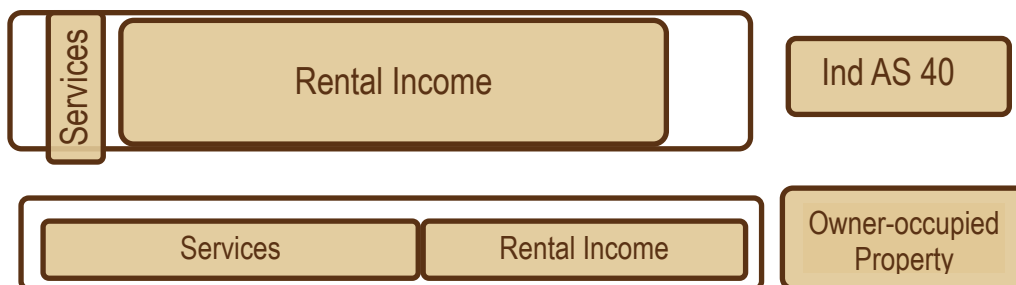 Services
Rental Income
Ind AS 40
Services
Rental Income
Owner-occupied
Property